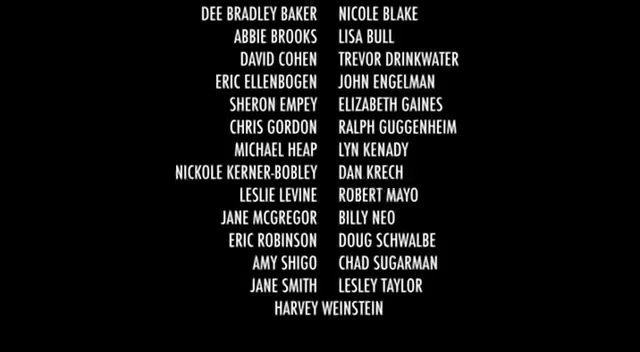 DEE BRADLEY BAKER NICOLE BLAKE
ABBIE BROOKS LISA BULL
DAVID COHEN TREVOR DRINKWATER
ERIC ELLENBOGEN JOHN ENGELMAN
SHERON EMPEY ELIZABETH GAINES
CHRIS GORDON RALPH GUGGENHEIM
MICHAEL HEAP LYN KENADY
NICKOLE KERNER-BOBLEY DAN KRECH
LESLIE LEVINE ROBERT MAYO
JANE MCGREGOR BILLY NEO
ERIC ROBINSON DOUG SCHWALBE
AMY SHIGO CHAD SUGARMAN
JANE SMITH LESLEY TAYLOR
HARVEY WEINSTEIN